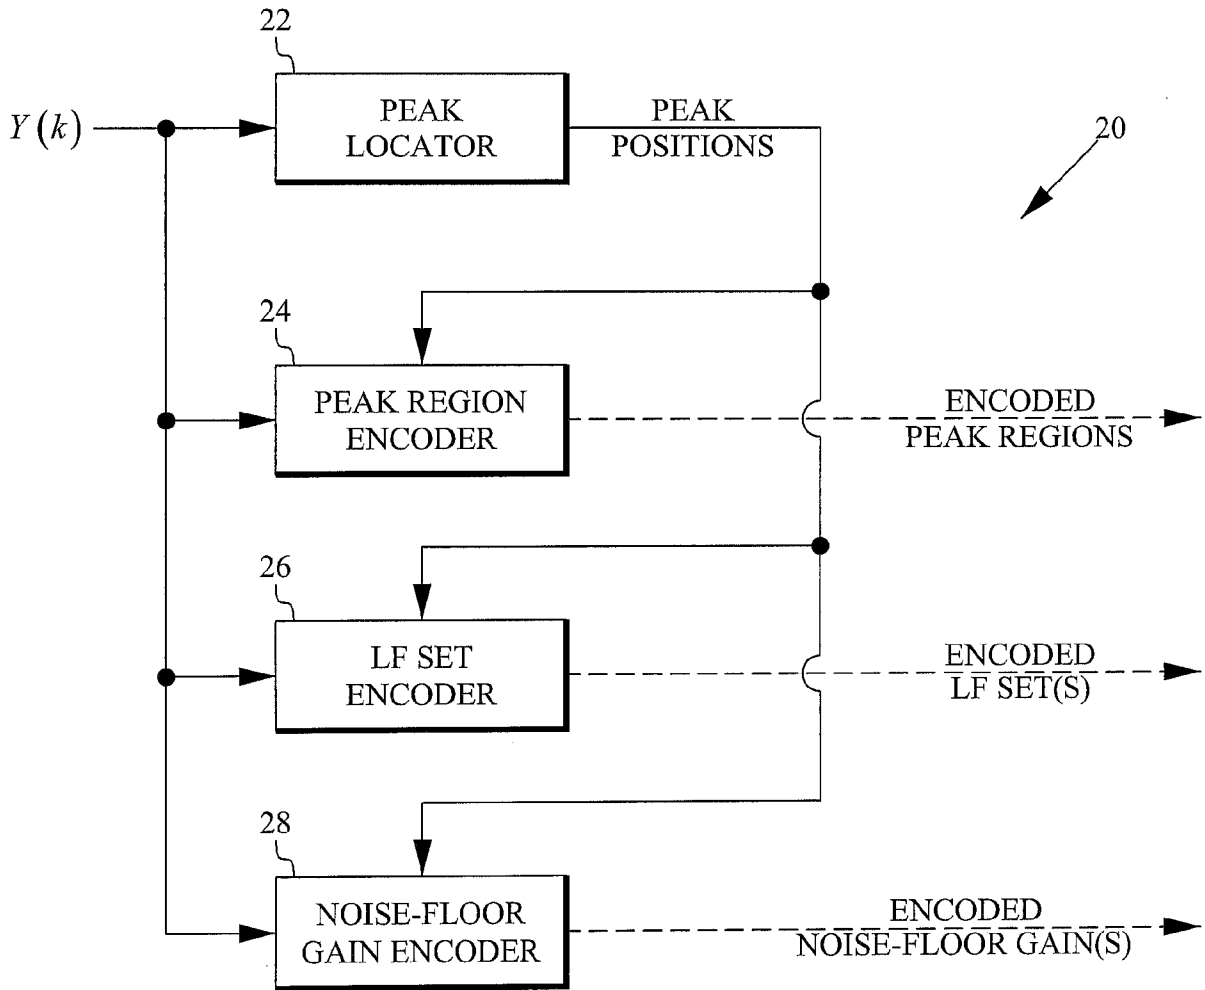 22
Y(k)
PEAK
LOCATOR
PEAK
POSITIONS
20
24
PEAK REGION
ENCODER
ENCODED
PEAK REGIONS
26
LF SET
ENCODER
ENCODED
LF SET(S)
28
NOISE-FLOOR
GAIN ENCODER
ENCODED
NOISE-FLOOR GAIN(S)